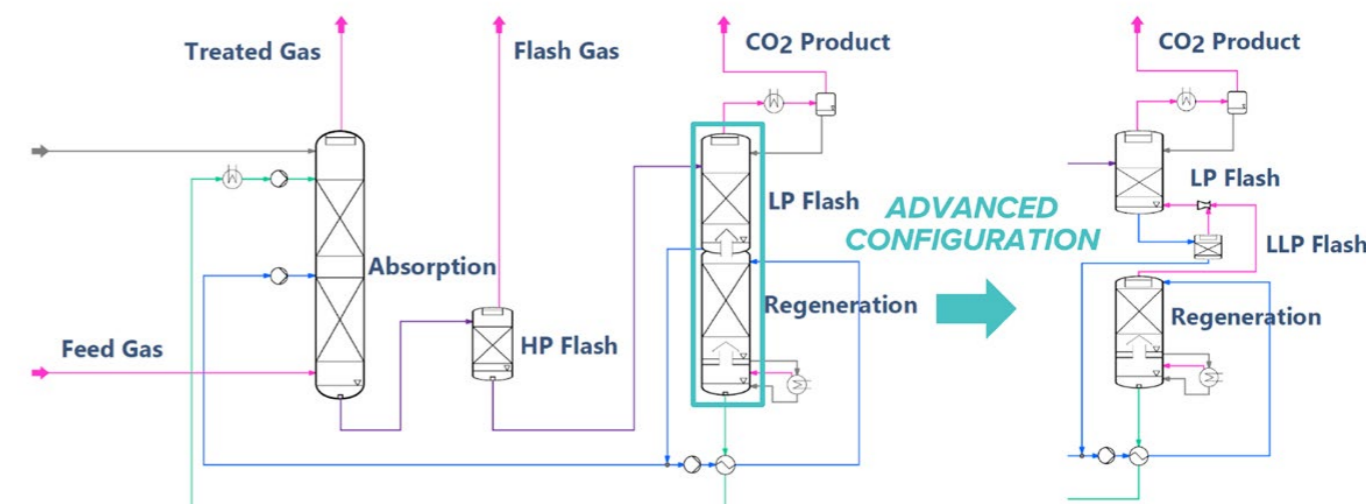 Treated Gas
Flash Gas
CO2 Product
CO2 Product
LP Flash
LP Flash
ADVANCED
CONFIGURATION
LLP Flash
Absorption
Regeneration
Regeneration
HP Flash
Feed Gas